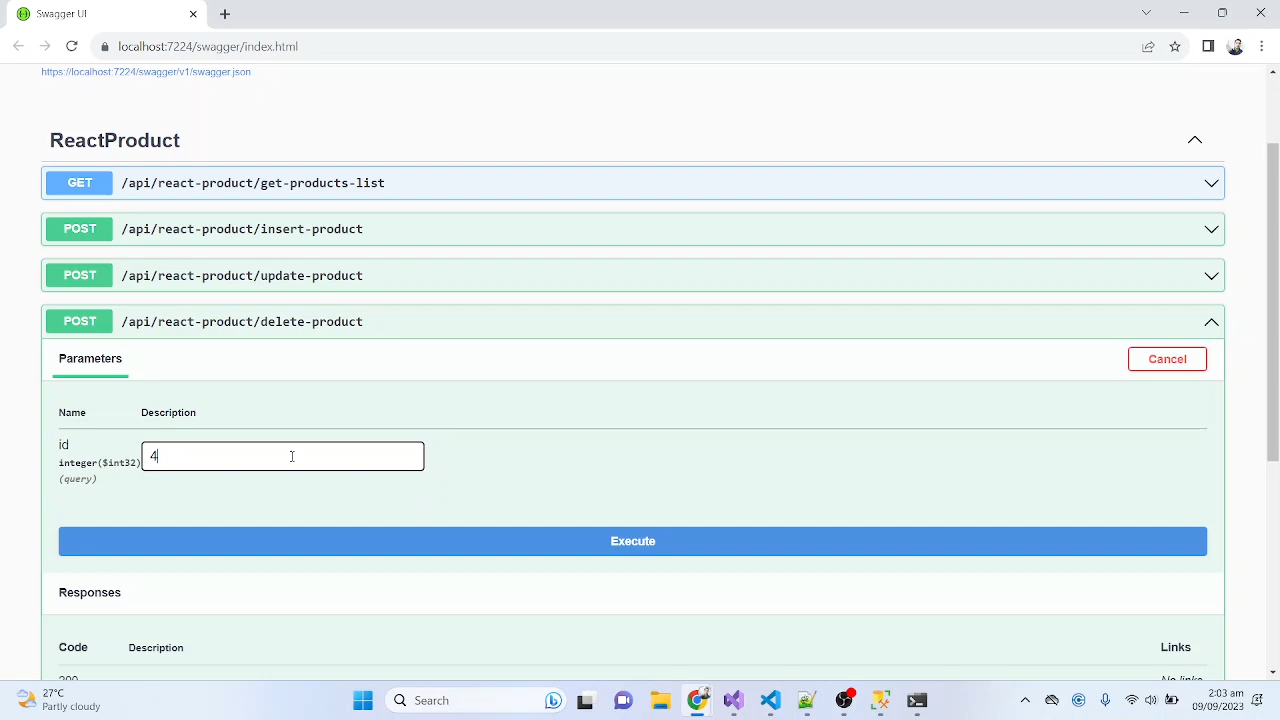 Swagger UI
localhost:7224/swagger/index.html
https://localhost:7224/swagger/v1/swagger.json
ReactProduct
GET /api/react-product/get-products-list
POST /api/react-product/insert-product
POST /api/react-product/update-product
POST /api/react-product/delete-product
Parameters Cancel
Name Description
id
integer($int32) 4
(query)
Execute
Responses
Code Description Links
200 No links
27°C
Partly cloudy
Search
2:03 am
09/09/2023